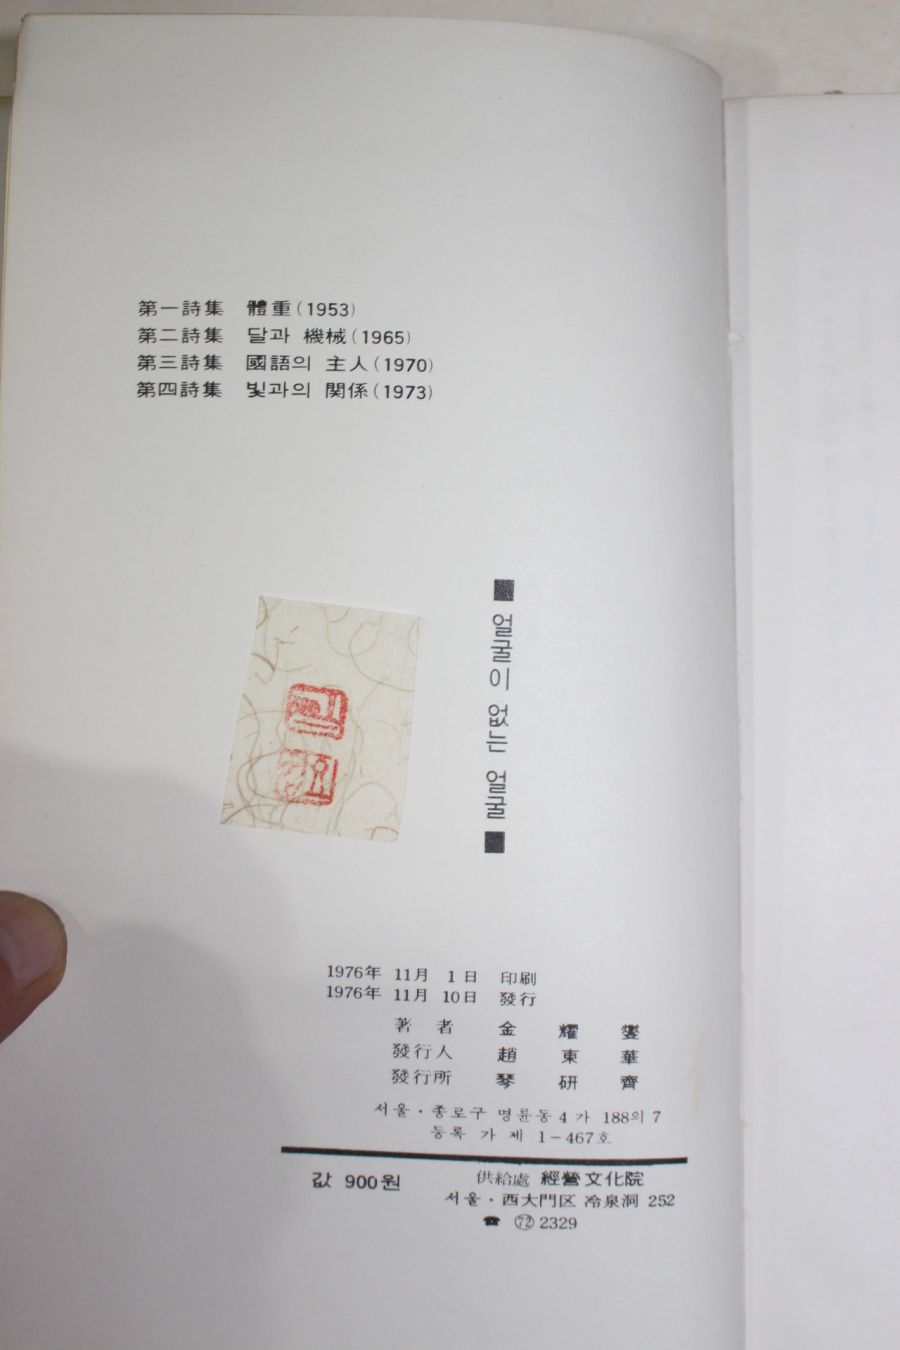 第一詩集 體重(1953)
第二詩集 달과 機械(1965)
第三詩集 國語의 主人(1970)
第四詩集 빛과의 関係(1973)
■ 얼굴이 없는 얼굴 ■
1976年 11月 1日 印刷
1976年 11月 10日 發行
著者 金耀燮
發行人 趙東華
發行所 琴研齊
서울·종로구 명륜동 4가 188의 7
등록 가 제 1-467호
값 900원
供給處 經營文化院
서울·西大門区 冷泉洞 252
☎ ㉒ 2329